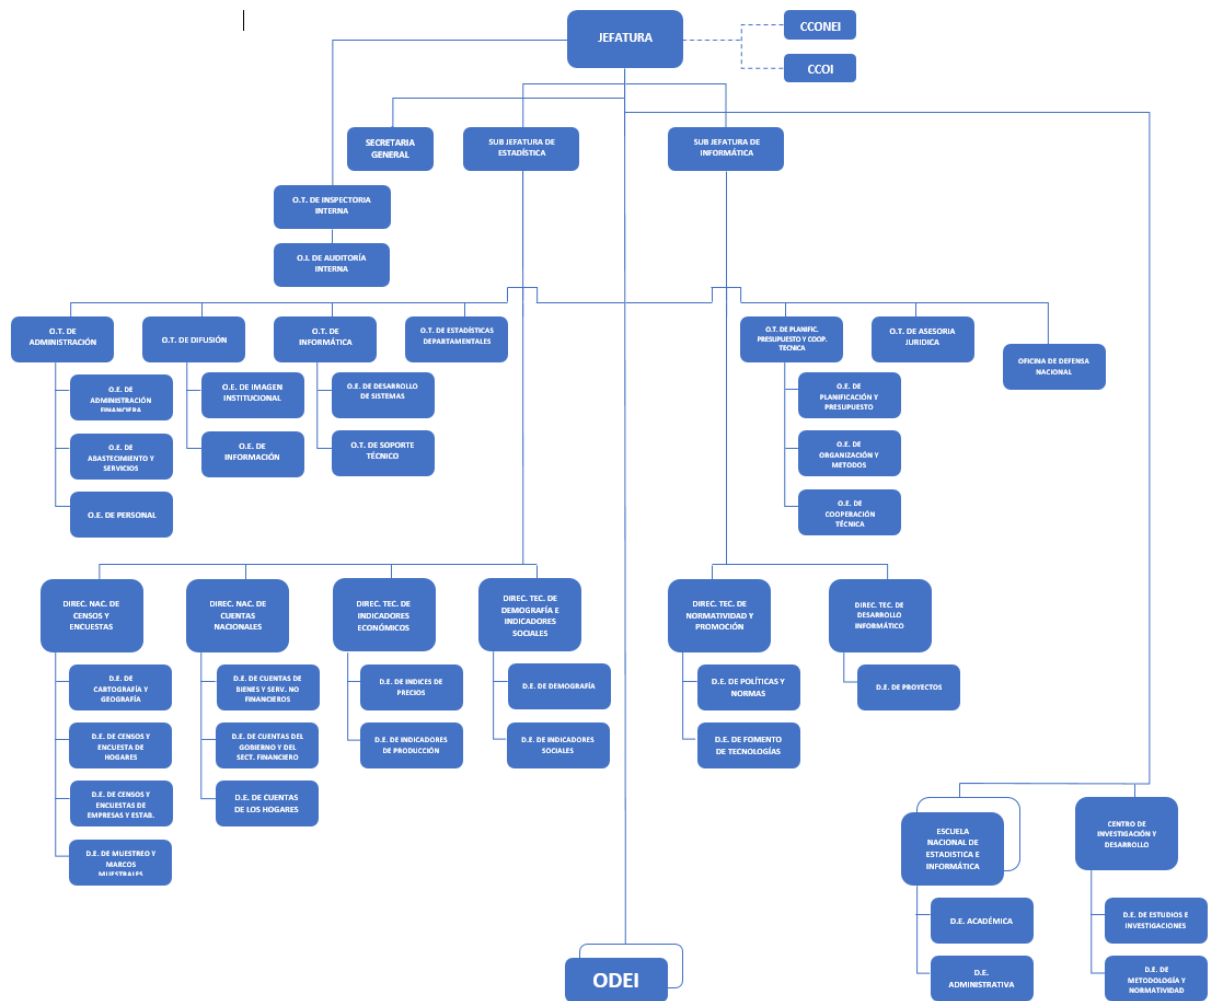 JEFATURA
CCONEI
CCOI
SECRETARIA
GENERAL
SUB JEFATURA DE
ESTADÍSTICA
SUB JEFATURA DE
INFORMÁTICA
O.T. DE INSPECTORIA
INTERNA
O.I. DE AUDITORÍA
INTERNA
O.T. DE
ADMINISTRACIÓN
O.T. DE DIFUSIÓN
O.T. DE
INFORMÁTICA
O.T. DE ESTADÍSTICAS
DEPARTAMENTALES
O.T. DE PLANIFIC.
PRESUPUESTO Y COOP.
TECNICA
O.T. DE ASESORIA
JURIDICA
OFICINA DE DEFENSA
NACIONAL
O.E. DE
ADMINISTRACIÓN
FINANCIERA
O.E. DE IMAGEN
INSTITUCIONAL
O.E. DE DESARROLLO
DE SISTEMAS
O.E. DE
PLANIFICACIÓN Y
PRESUPUESTO
O.E. DE
ABASTECIMIENTO Y
SERVICIOS
O.E. DE
INFORMACIÓN
O.T. DE SOPORTE
TÉCNICO
O.E. DE
ORGANIZACIÓN Y
METODOS
O.E. DE PERSONAL
O.E. DE
COOPERACIÓN
TÉCNICA
DIREC. NAC. DE
CENSOS Y
ENCUESTAS
DIREC. NAC. DE
CUENTAS
NACIONALES
DIREC. TEC. DE
INDICADORES
ECONÓMICOS
DIREC. TEC. DE
DEMOGRAFÍA E
INDICADORES
SOCIALES
DIREC. TEC. DE
NORMATIVIDAD Y
PROMOCIÓN
DIREC. TEC. DE
DESARROLLO
INFORMÁTICO
D.E. DE
CARTOGRAFÍA Y
GEOGRAFÍA
D.E. DE CUENTAS DE
BIENES Y SERV. NO
FINANCIEROS
D.E. DE INDICES DE
PRECIOS
D.E. DE DEMOGRAFÍA
D.E. DE POLÍTICAS Y
NORMAS
D.E. DE PROYECTOS
D.E. DE CENSOS Y
ENCUESTA DE
HOGARES
D.E. DE CUENTAS DEL
GOBIERNO Y DEL
SECT. FINANCIERO
D.E. DE INDICADORES
DE PRODUCCIÓN
D.E. DE INDICADORES
SOCIALES
D.E. DE FOMENTO
DE TECNOLOGÍAS
D.E. DE CENSOS Y
ENCUESTAS DE
EMPRESAS Y ESTAB.
D.E. DE CUENTAS
DE LOS HOGARES
D.E. DE MUESTREO Y
MARCOS
MUESTRALES
ESCUELA
NACIONAL DE
ESTADISTICA E
INFORMÁTICA
CENTRO DE
INVESTIGACIÓN Y
DESARROLLO
D.E. ACADÉMICA
D.E. DE ESTUDIOS E
INVESTIGACIONES
D.E.
ADMINISTRATIVA
D.E. DE
METODOLOGÍA Y
NORMATIVIDAD
ODEI